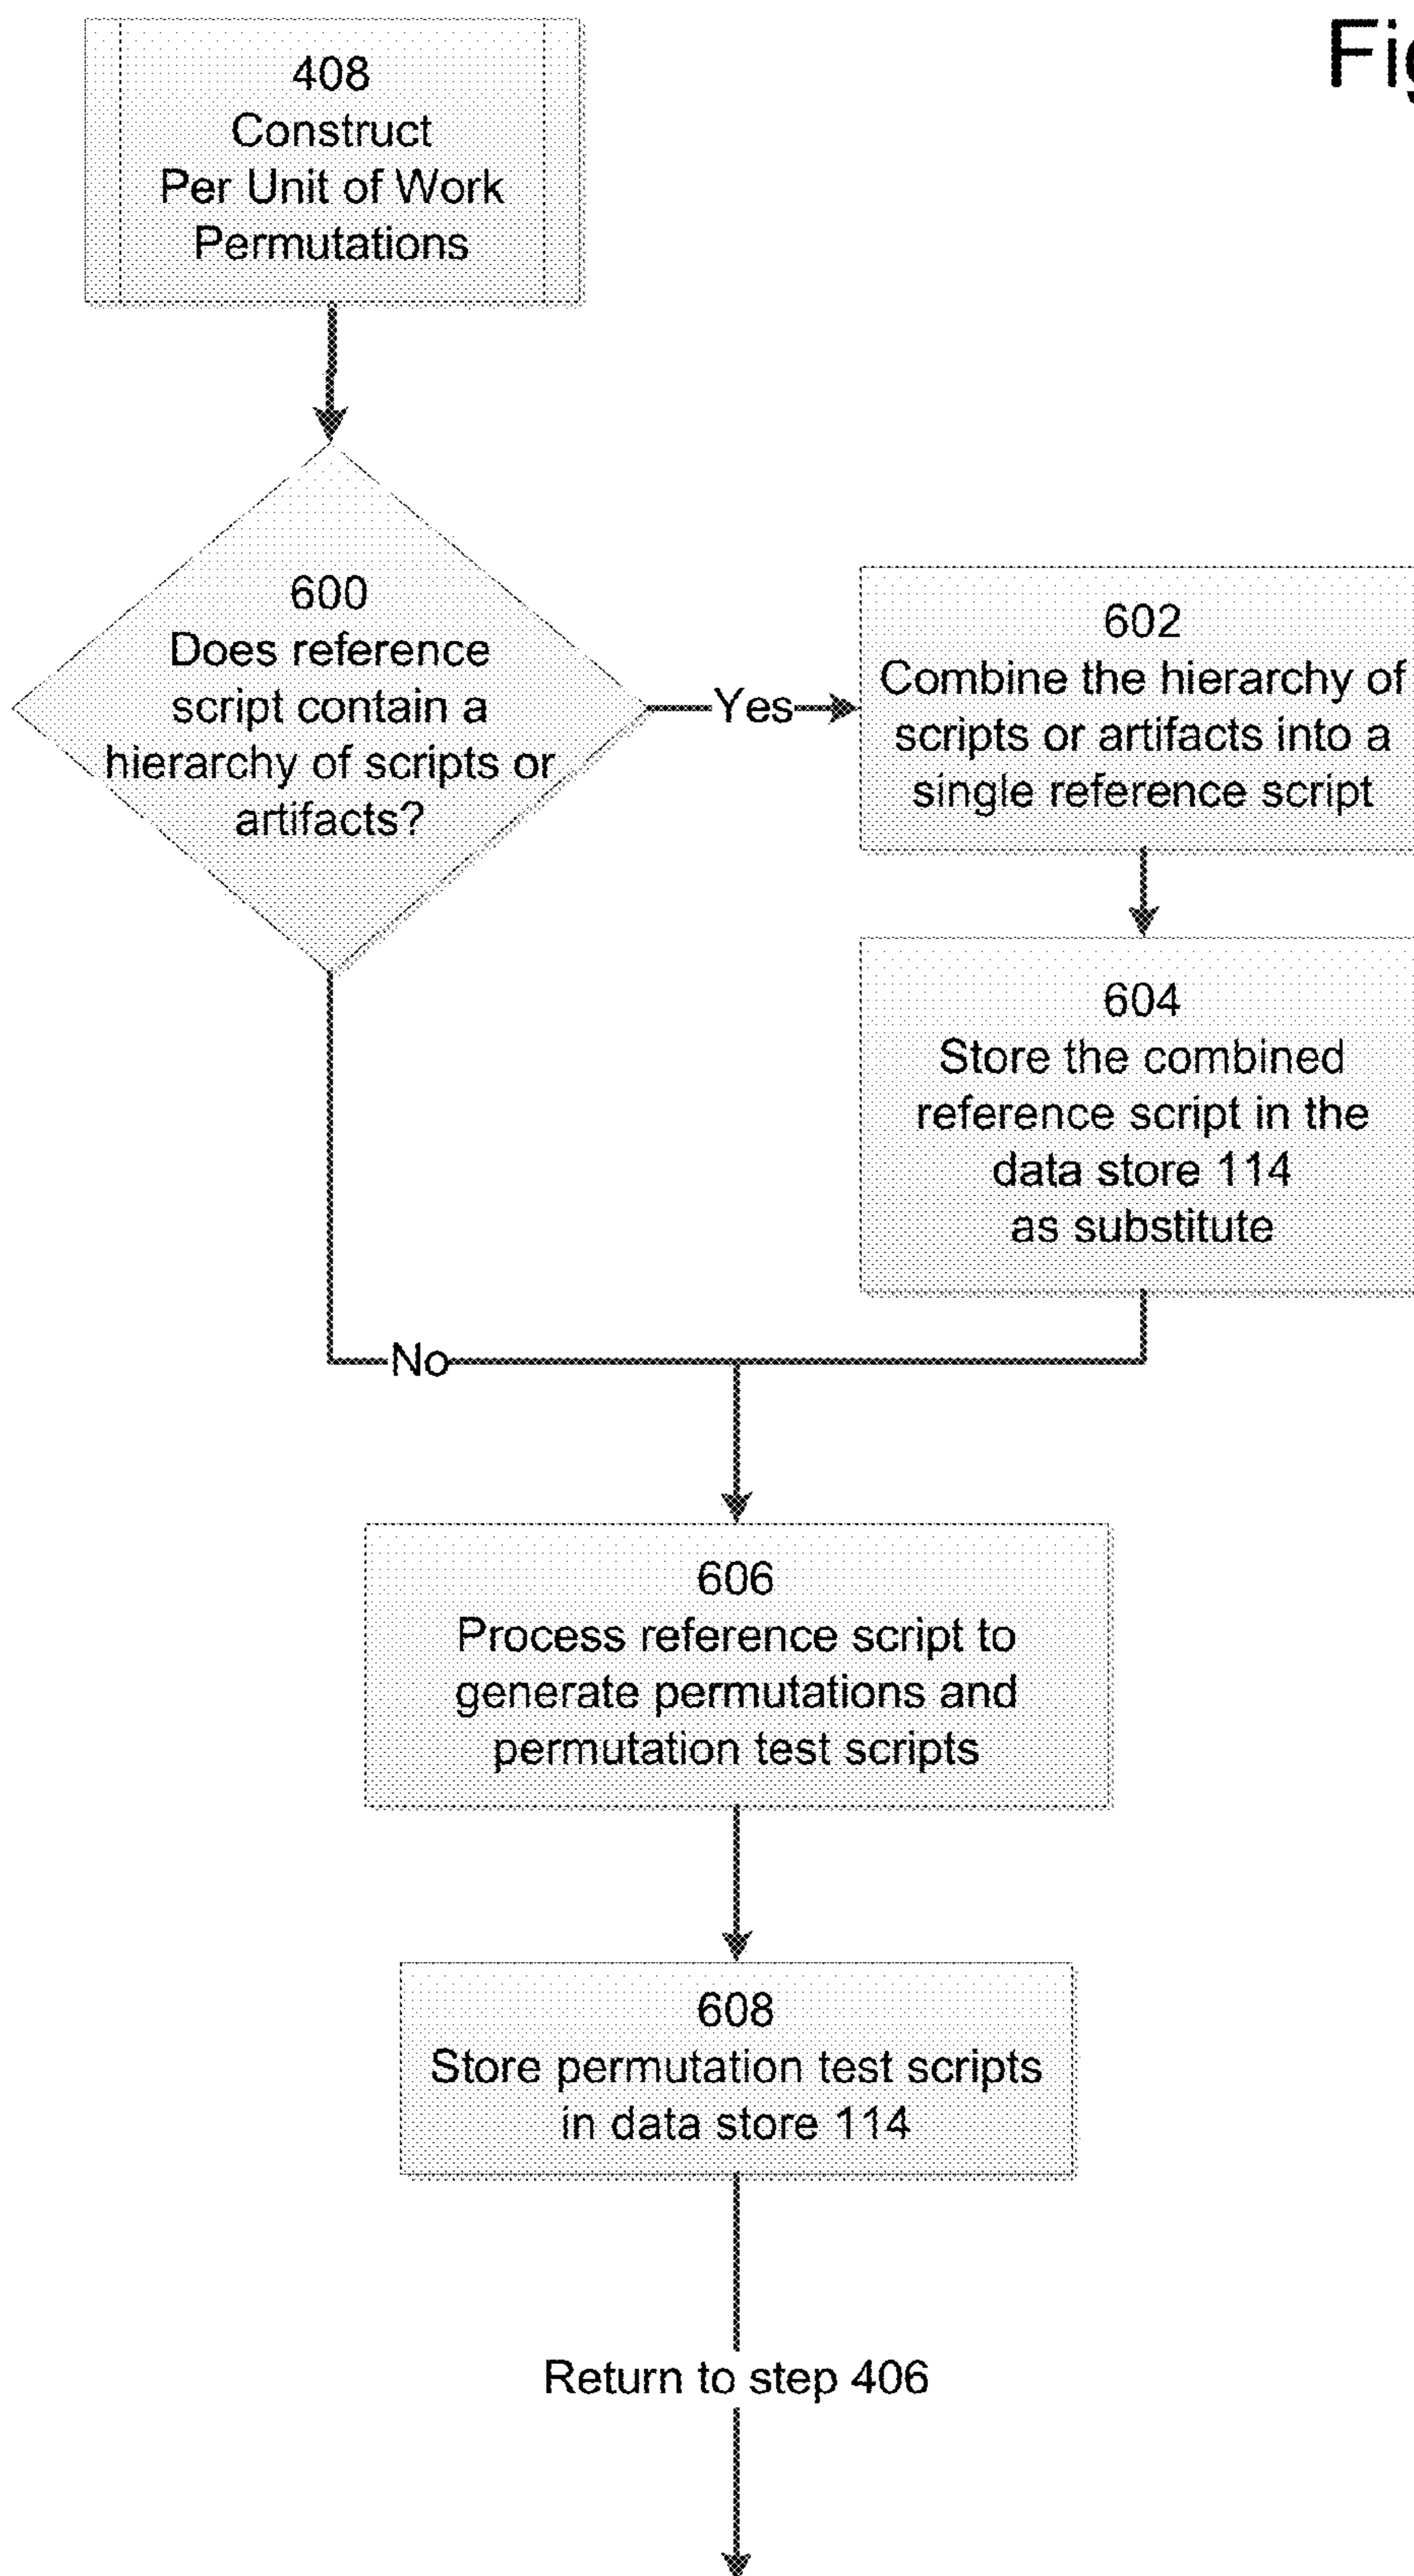 Fig
408
Construct
Per Unit of Work
Permutations
600
Does reference
script contain a
hierarchy of scripts or
artifacts?
Yes
602
Combine the hierarchy of
scripts or artifacts into a
single reference script
604
Store the combined
reference script in the
data store 114
as substitute
No
606
Process reference script to
generate permutations and
permutation test scripts
608
Store permutation test scripts
in data store 114
Return to step 406